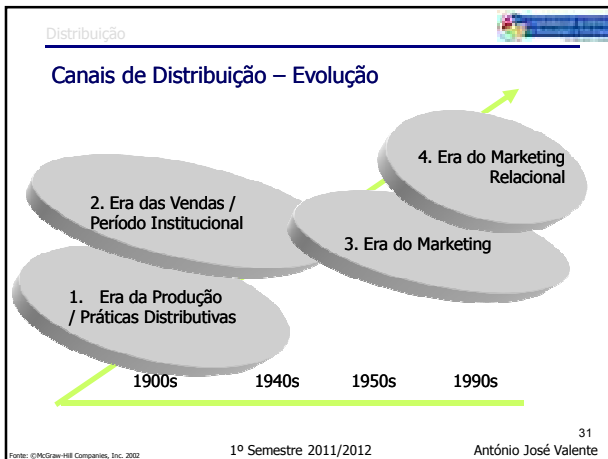 Distribuição
Canais de Distribuição – Evolução
4. Era do Marketing
Relacional
2. Era das Vendas /
Período Institucional
3. Era do Marketing
1. Era da Produção
/ Práticas Distributivas
1900s 1940s 1950s 1990s
31
Fonte: ©McGraw-Hill Companies, Inc. 2002 1º Semestre 2011/2012 António José Valente